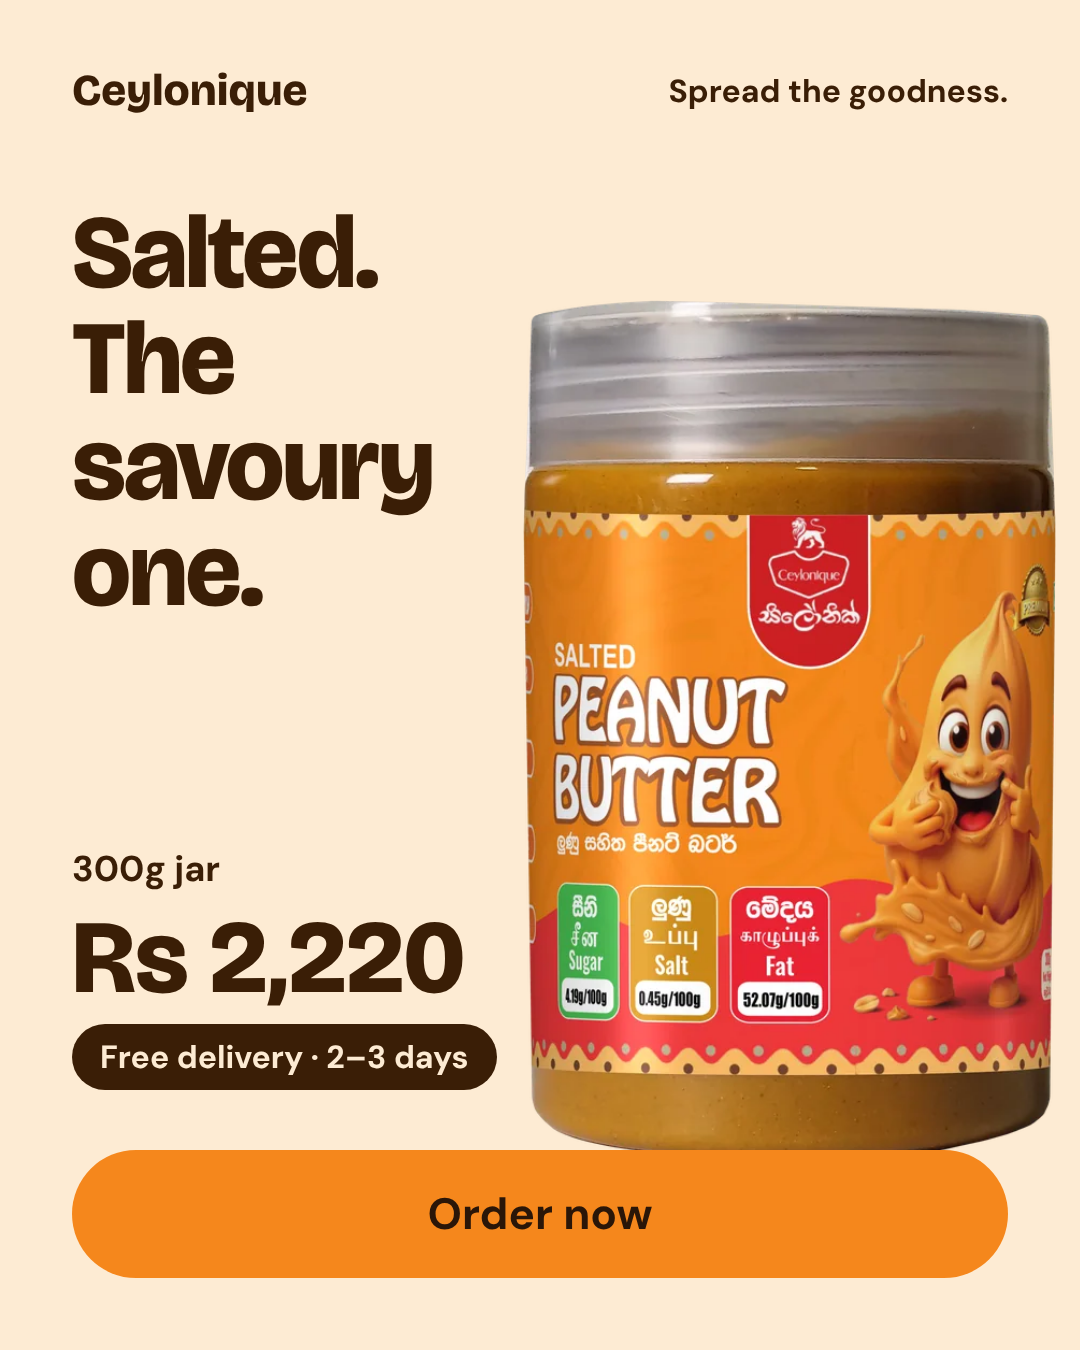 Ceylonique
Spread the goodness.
Salted.
The
savoury
one.
300g jar
Rs 2,220
Free delivery · 2–3 days
Ceylonique
සිලෝනික්
SALTED
PEANUT
BUTTER
ලුණු සහිත පීනට් බටර්
සීනි
சீனி
Sugar
4.19g/100g
ලුණු
உப்பு
Salt
0.45g/100g
මේදය
காழுப்புக்
Fat
52.07g/100g
Order now